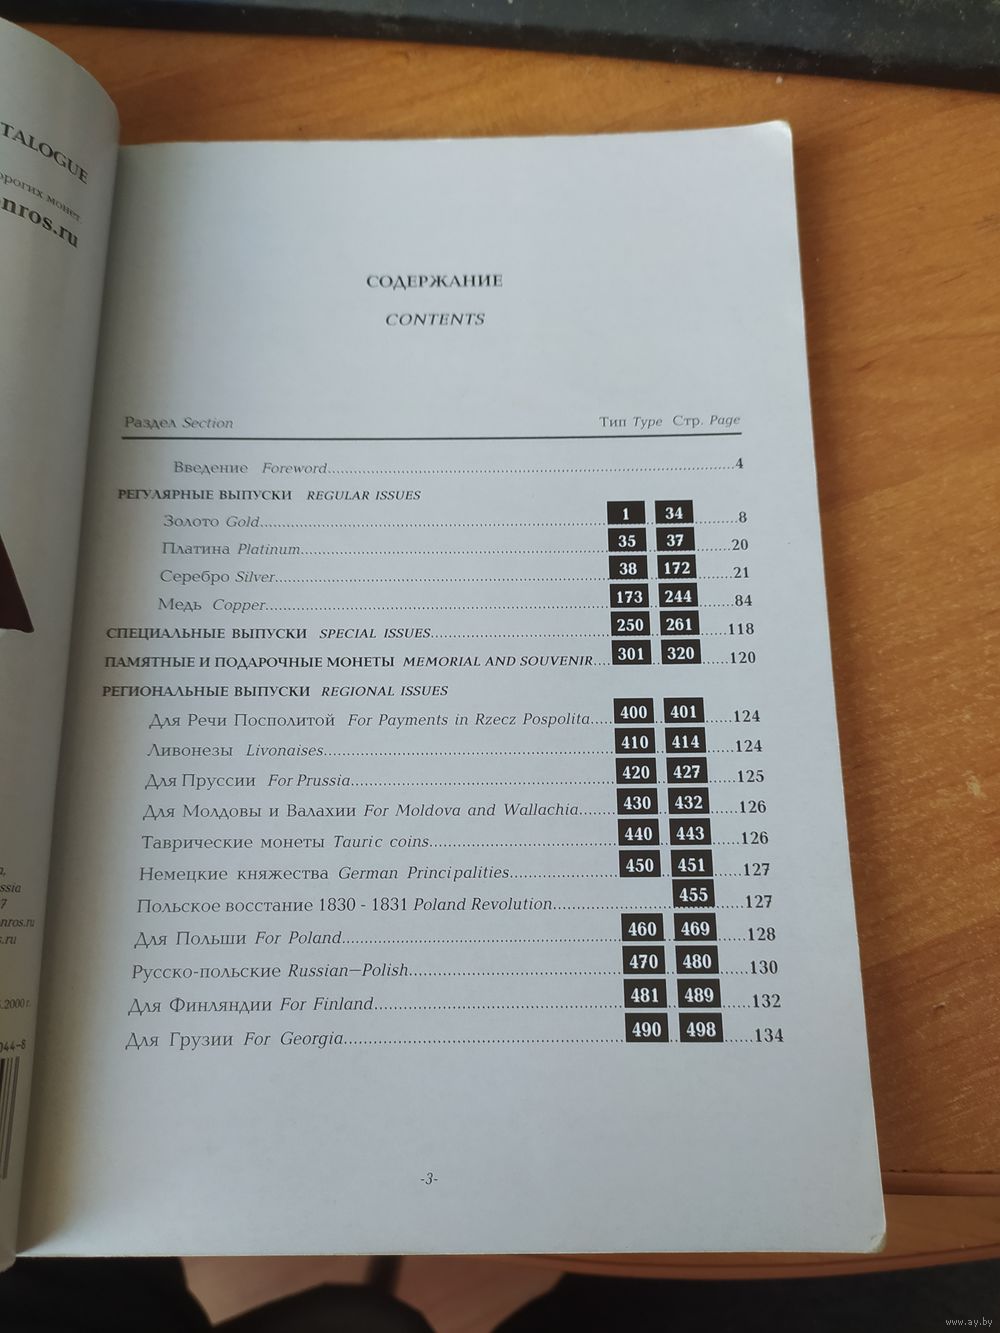 TALOGUE
орогих монет.
nros.ru
ssia
7
nros.ru
s.ru
.2000 г.
044-8
СОДЕРЖАНИЕ
CONTENTS
Раздел Section Тип Type Стр. Page
Введение Foreword 4
РЕГУЛЯРНЫЕ ВЫПУСКИ REGULAR ISSUES
Золото Gold 1 34 8
Платина Platinum 35 37 20
Серебро Silver 38 172 21
Медь Copper 173 244 84
СПЕЦИАЛЬНЫЕ ВЫПУСКИ SPECIAL ISSUES 250 261 118
ПАМЯТНЫЕ И ПОДАРОЧНЫЕ МОНЕТЫ MEMORIAL AND SOUVENIR 301 320 120
РЕГИОНАЛЬНЫЕ ВЫПУСКИ REGIONAL ISSUES
Для Речи Посполитой For Payments in Rzecz Pospolita 400 401 124
Ливонезы Livonaises 410 414 124
Для Пруссии For Prussia 420 427 125
Для Молдовы и Валахии For Moldova and Wallachia 430 432 126
Таврические монеты Tauric coins 440 443 126
Немецкие княжества German Principalities 450 451 127
Польское восстание 1830 - 1831 Poland Revolution 455 127
Для Польши For Poland 460 469 128
Русско-польские Russian—Polish 470 480 130
Для Финляндии For Finland 481 489 132
Для Грузии For Georgia 490 498 134
-3-
www.ay.by